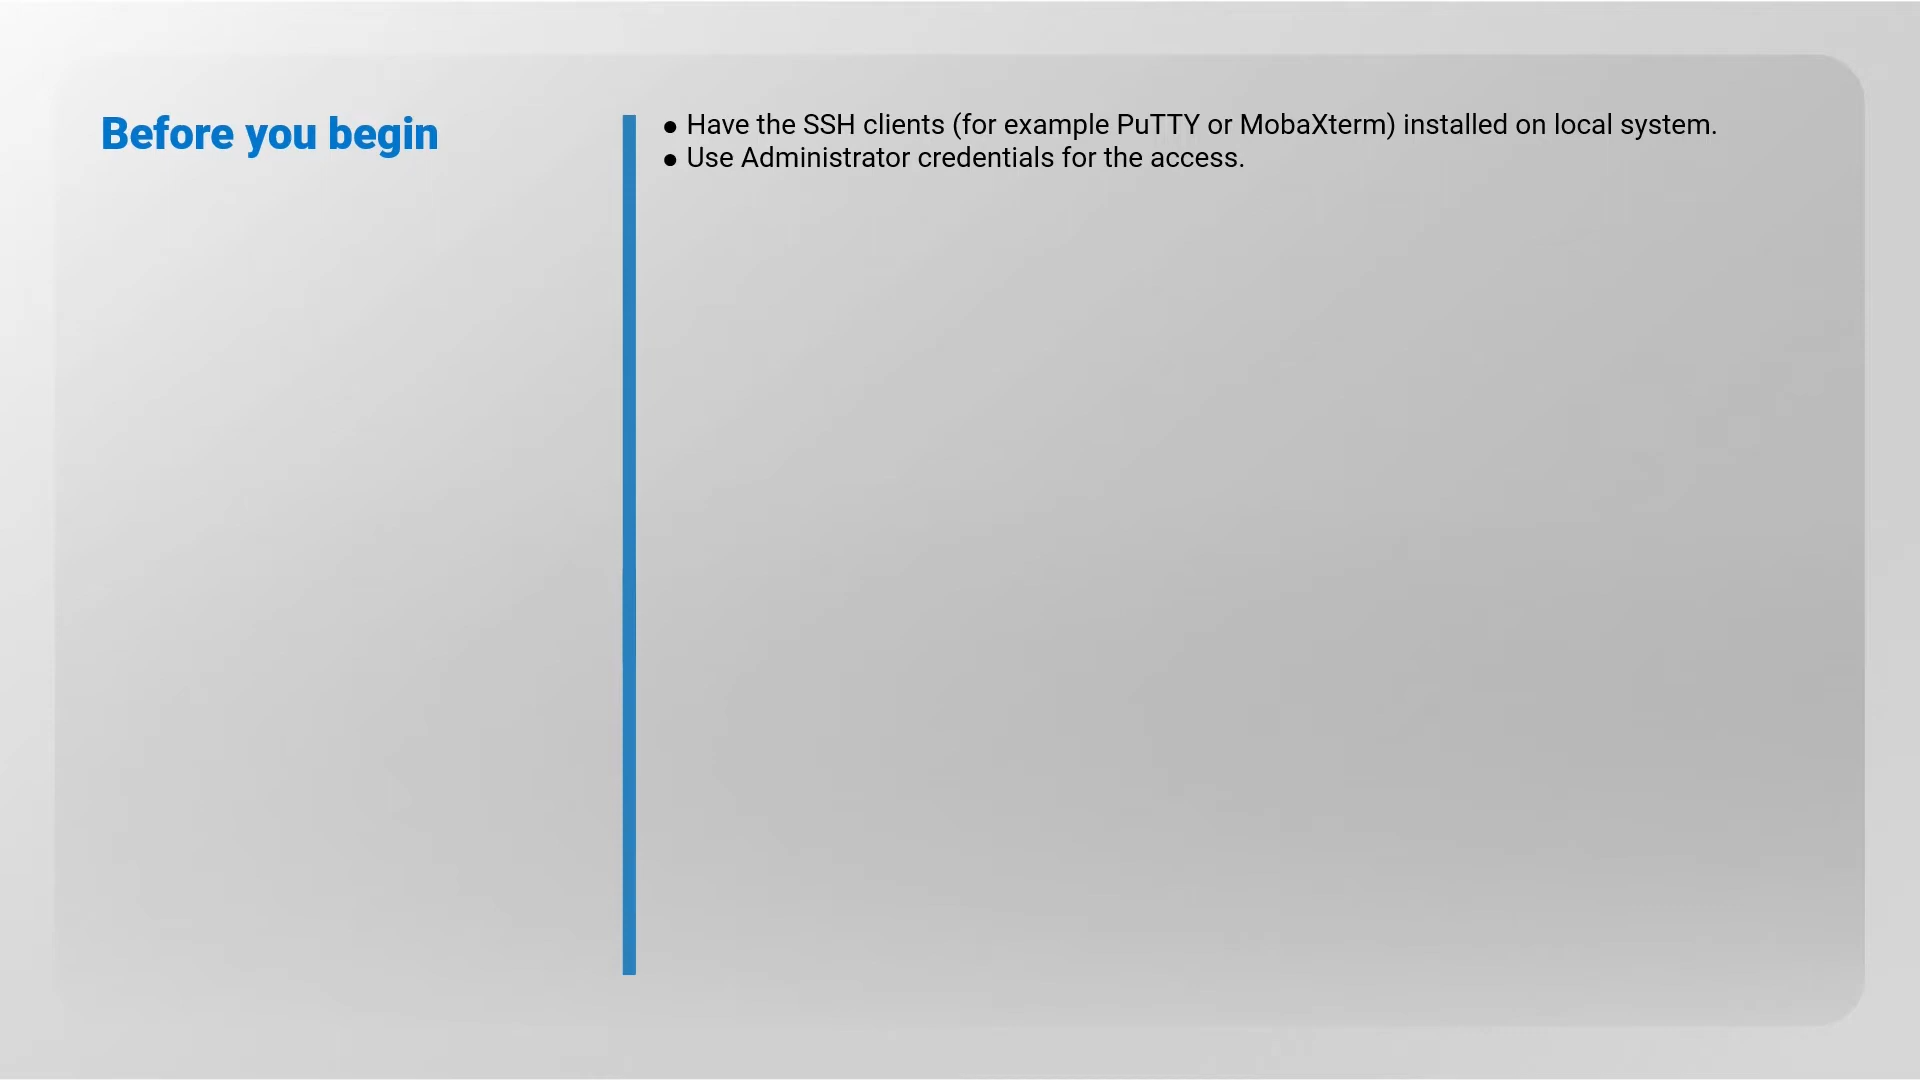 Before you begin
● Have the SSH clients (for example PuTTY or MobaXterm) installed on local system.
● Use Administrator credentials for the access.